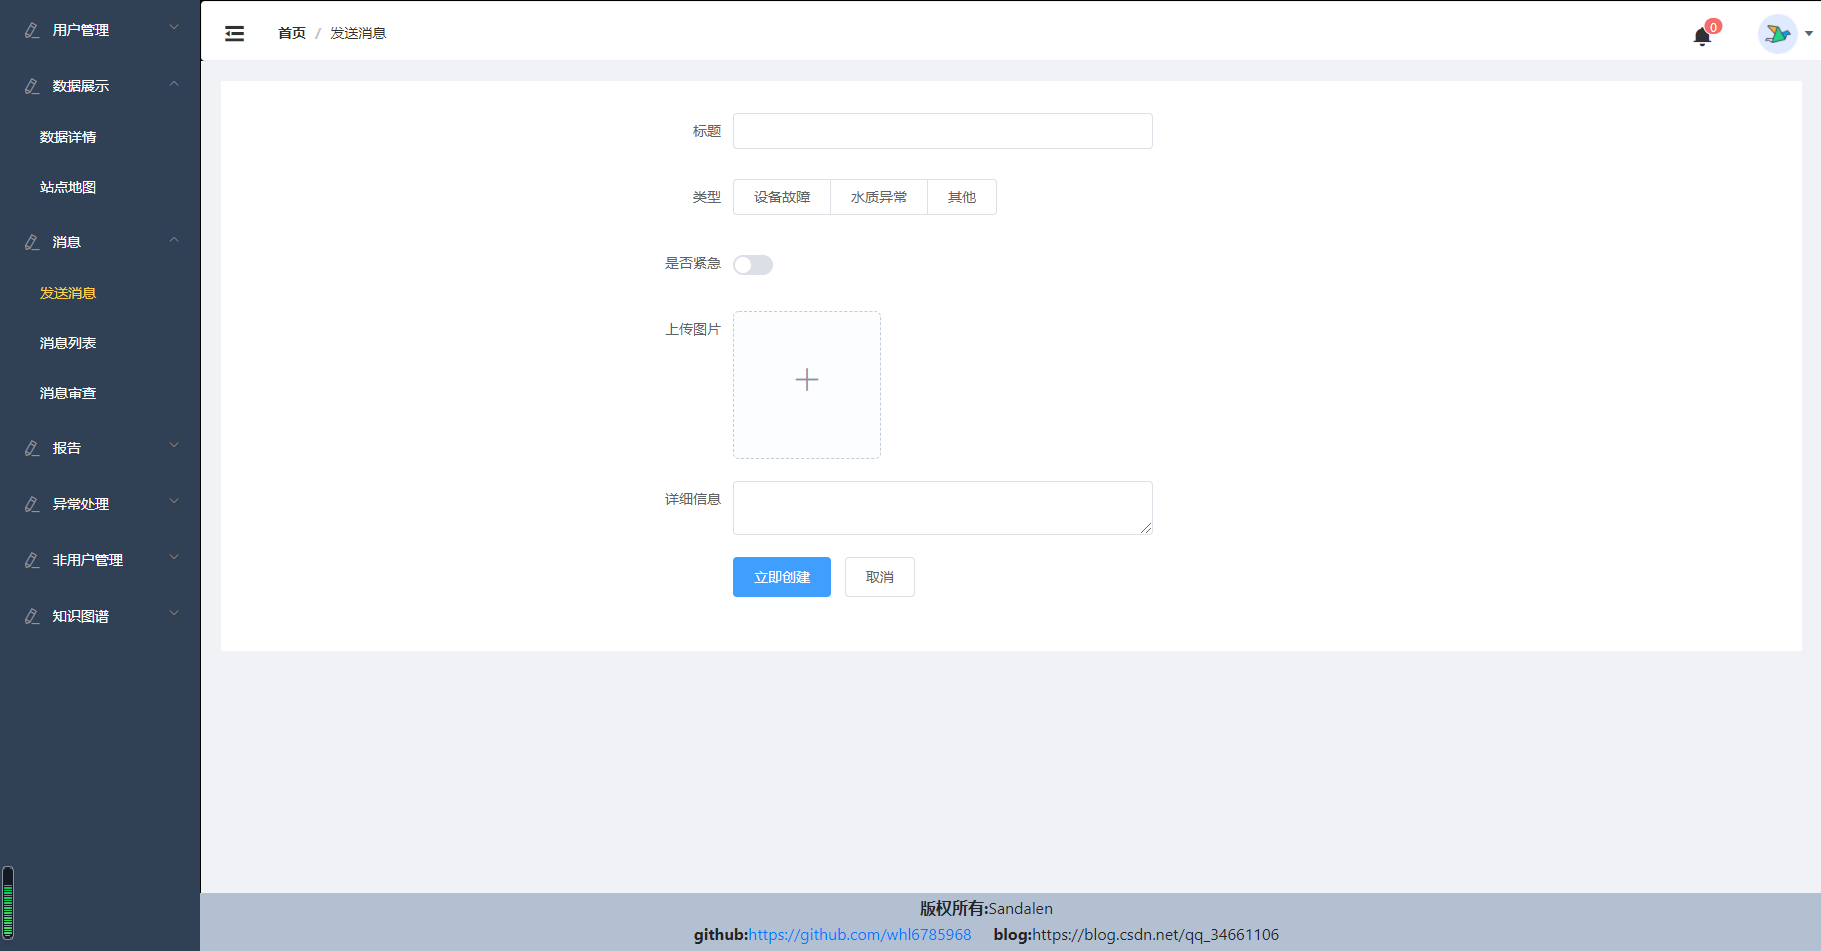 用户管理
数据展示
数据详情
站点地图
消息
发送消息
消息列表
消息审查
报告
异常处理
非用户管理
知识图谱
首页 / 发送消息
0
标题
类型 设备故障 水质异常 其他
是否紧急
上传图片
详细信息
立即创建 取消
版权所有:Sandalen
github:https://github.com/whl6785968 blog:https://blog.csdn.net/qq_34661106